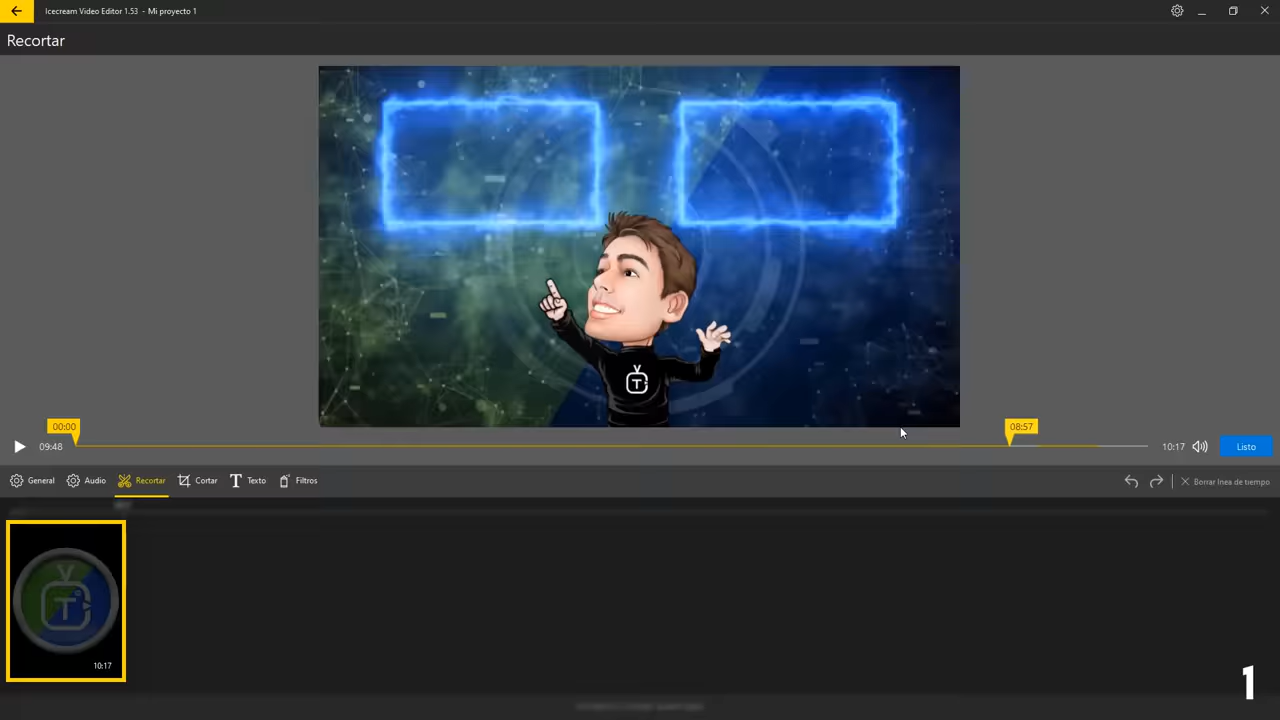 Icecream Video Editor 1.53 - Mi proyecto 1
Recortar
00:00
08:57
09:48
10:17
Listo
General
Audio
Recortar
Cortar
Texto
Filtros
Borrar línea de tiempo
T
T
10:17
1